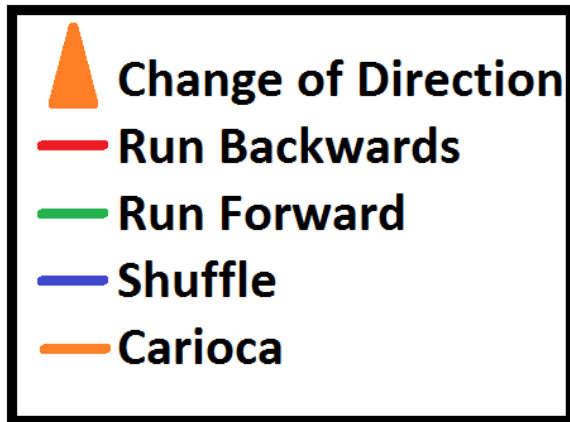 Change of Direction
Run Backwards
Run Forward
Shuffle
Carioca